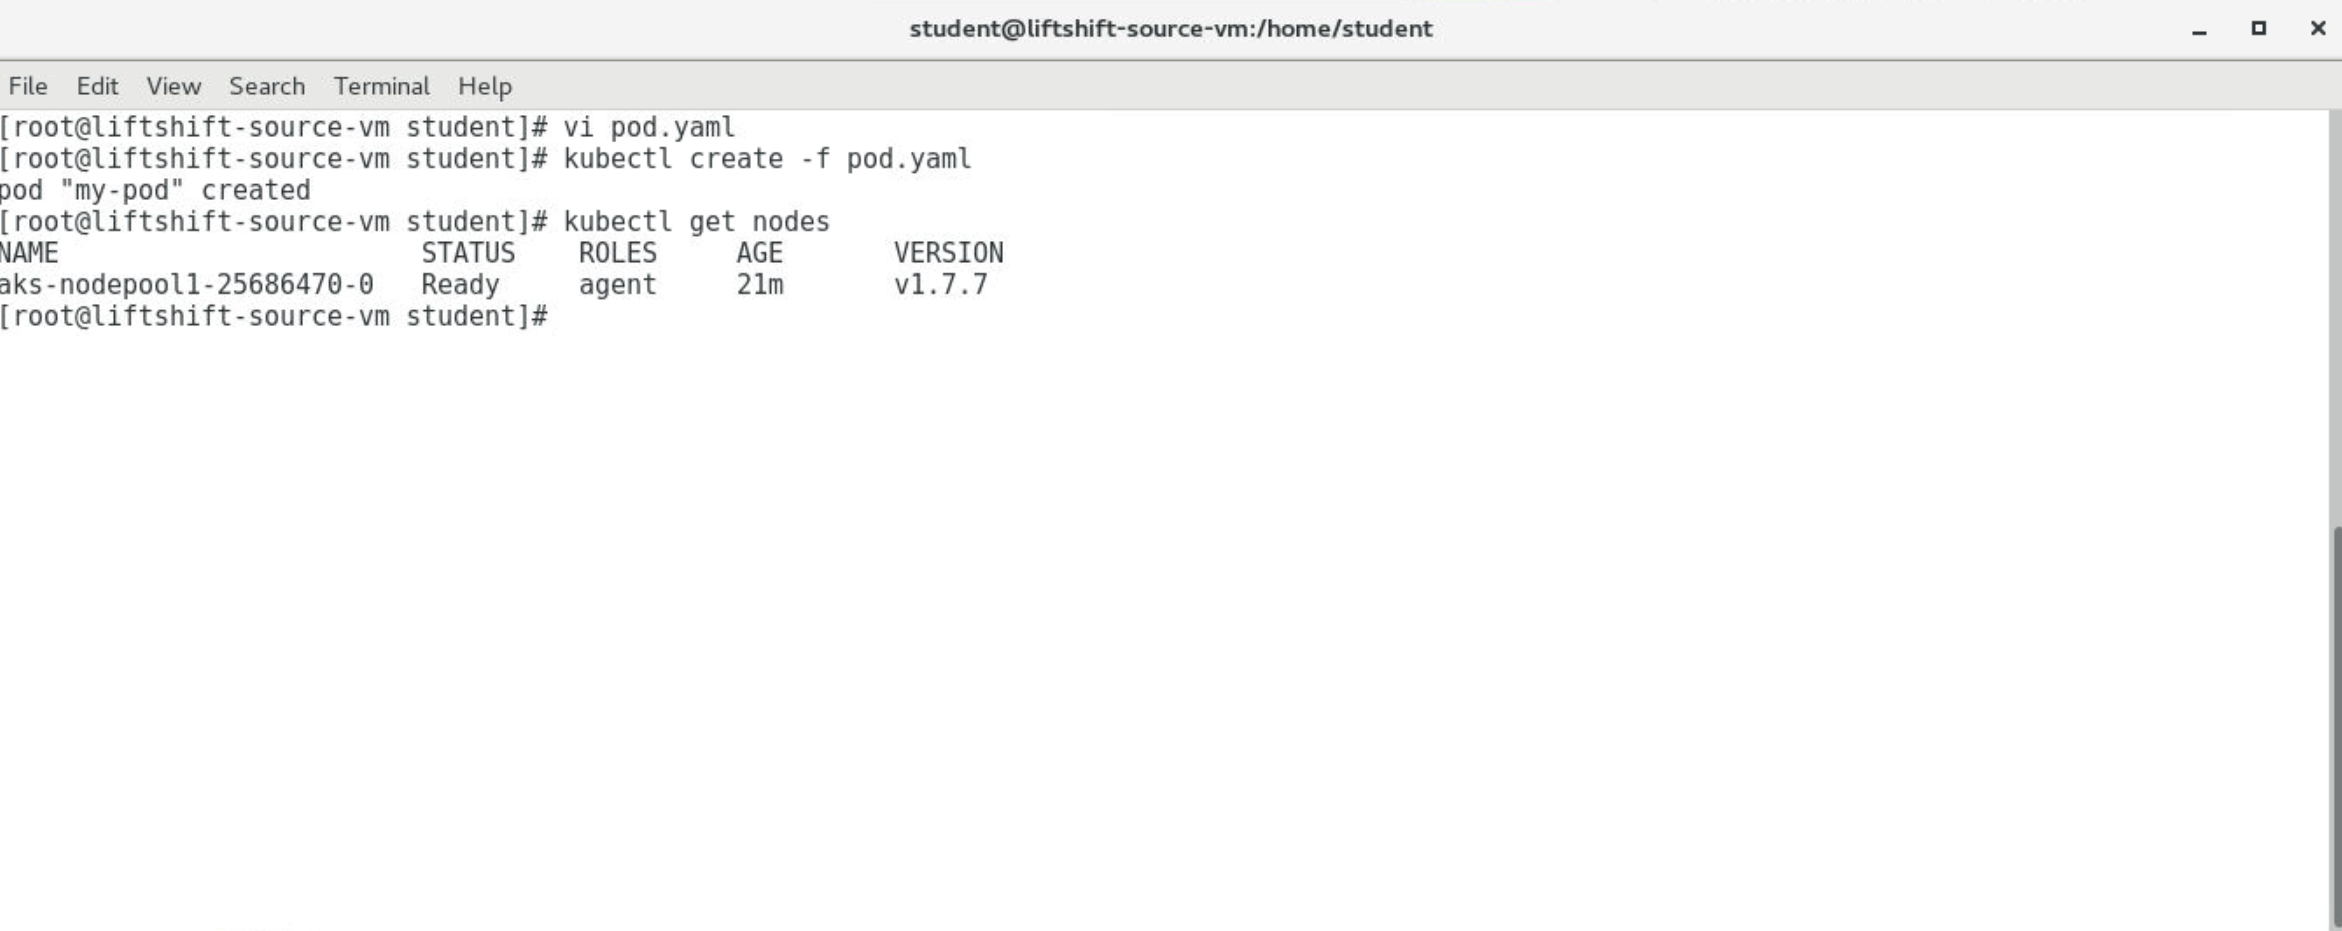 student@liftshift-source-vm:/home/student
File Edit View Search Terminal Help
[root@liftshift-source-vm student]# vi pod.yaml
[root@liftshift-source-vm student]# kubectl create -f pod.yaml
pod "my-pod" created
[root@liftshift-source-vm student]# kubectl get nodes
NAME STATUS ROLES AGE VERSION
aks-nodepool1-25686470-0 Ready agent 21m v1.7.7
[root@liftshift-source-vm student]#